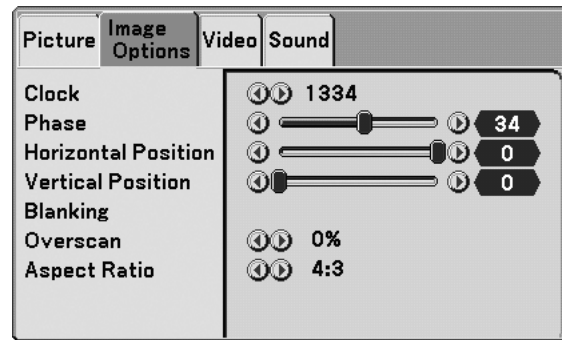 Picture Image Options Video Sound
Clock 1334
Phase 34
Horizontal Position 0
Vertical Position 0
Blanking
Overscan 0%
Aspect Ratio 4:3